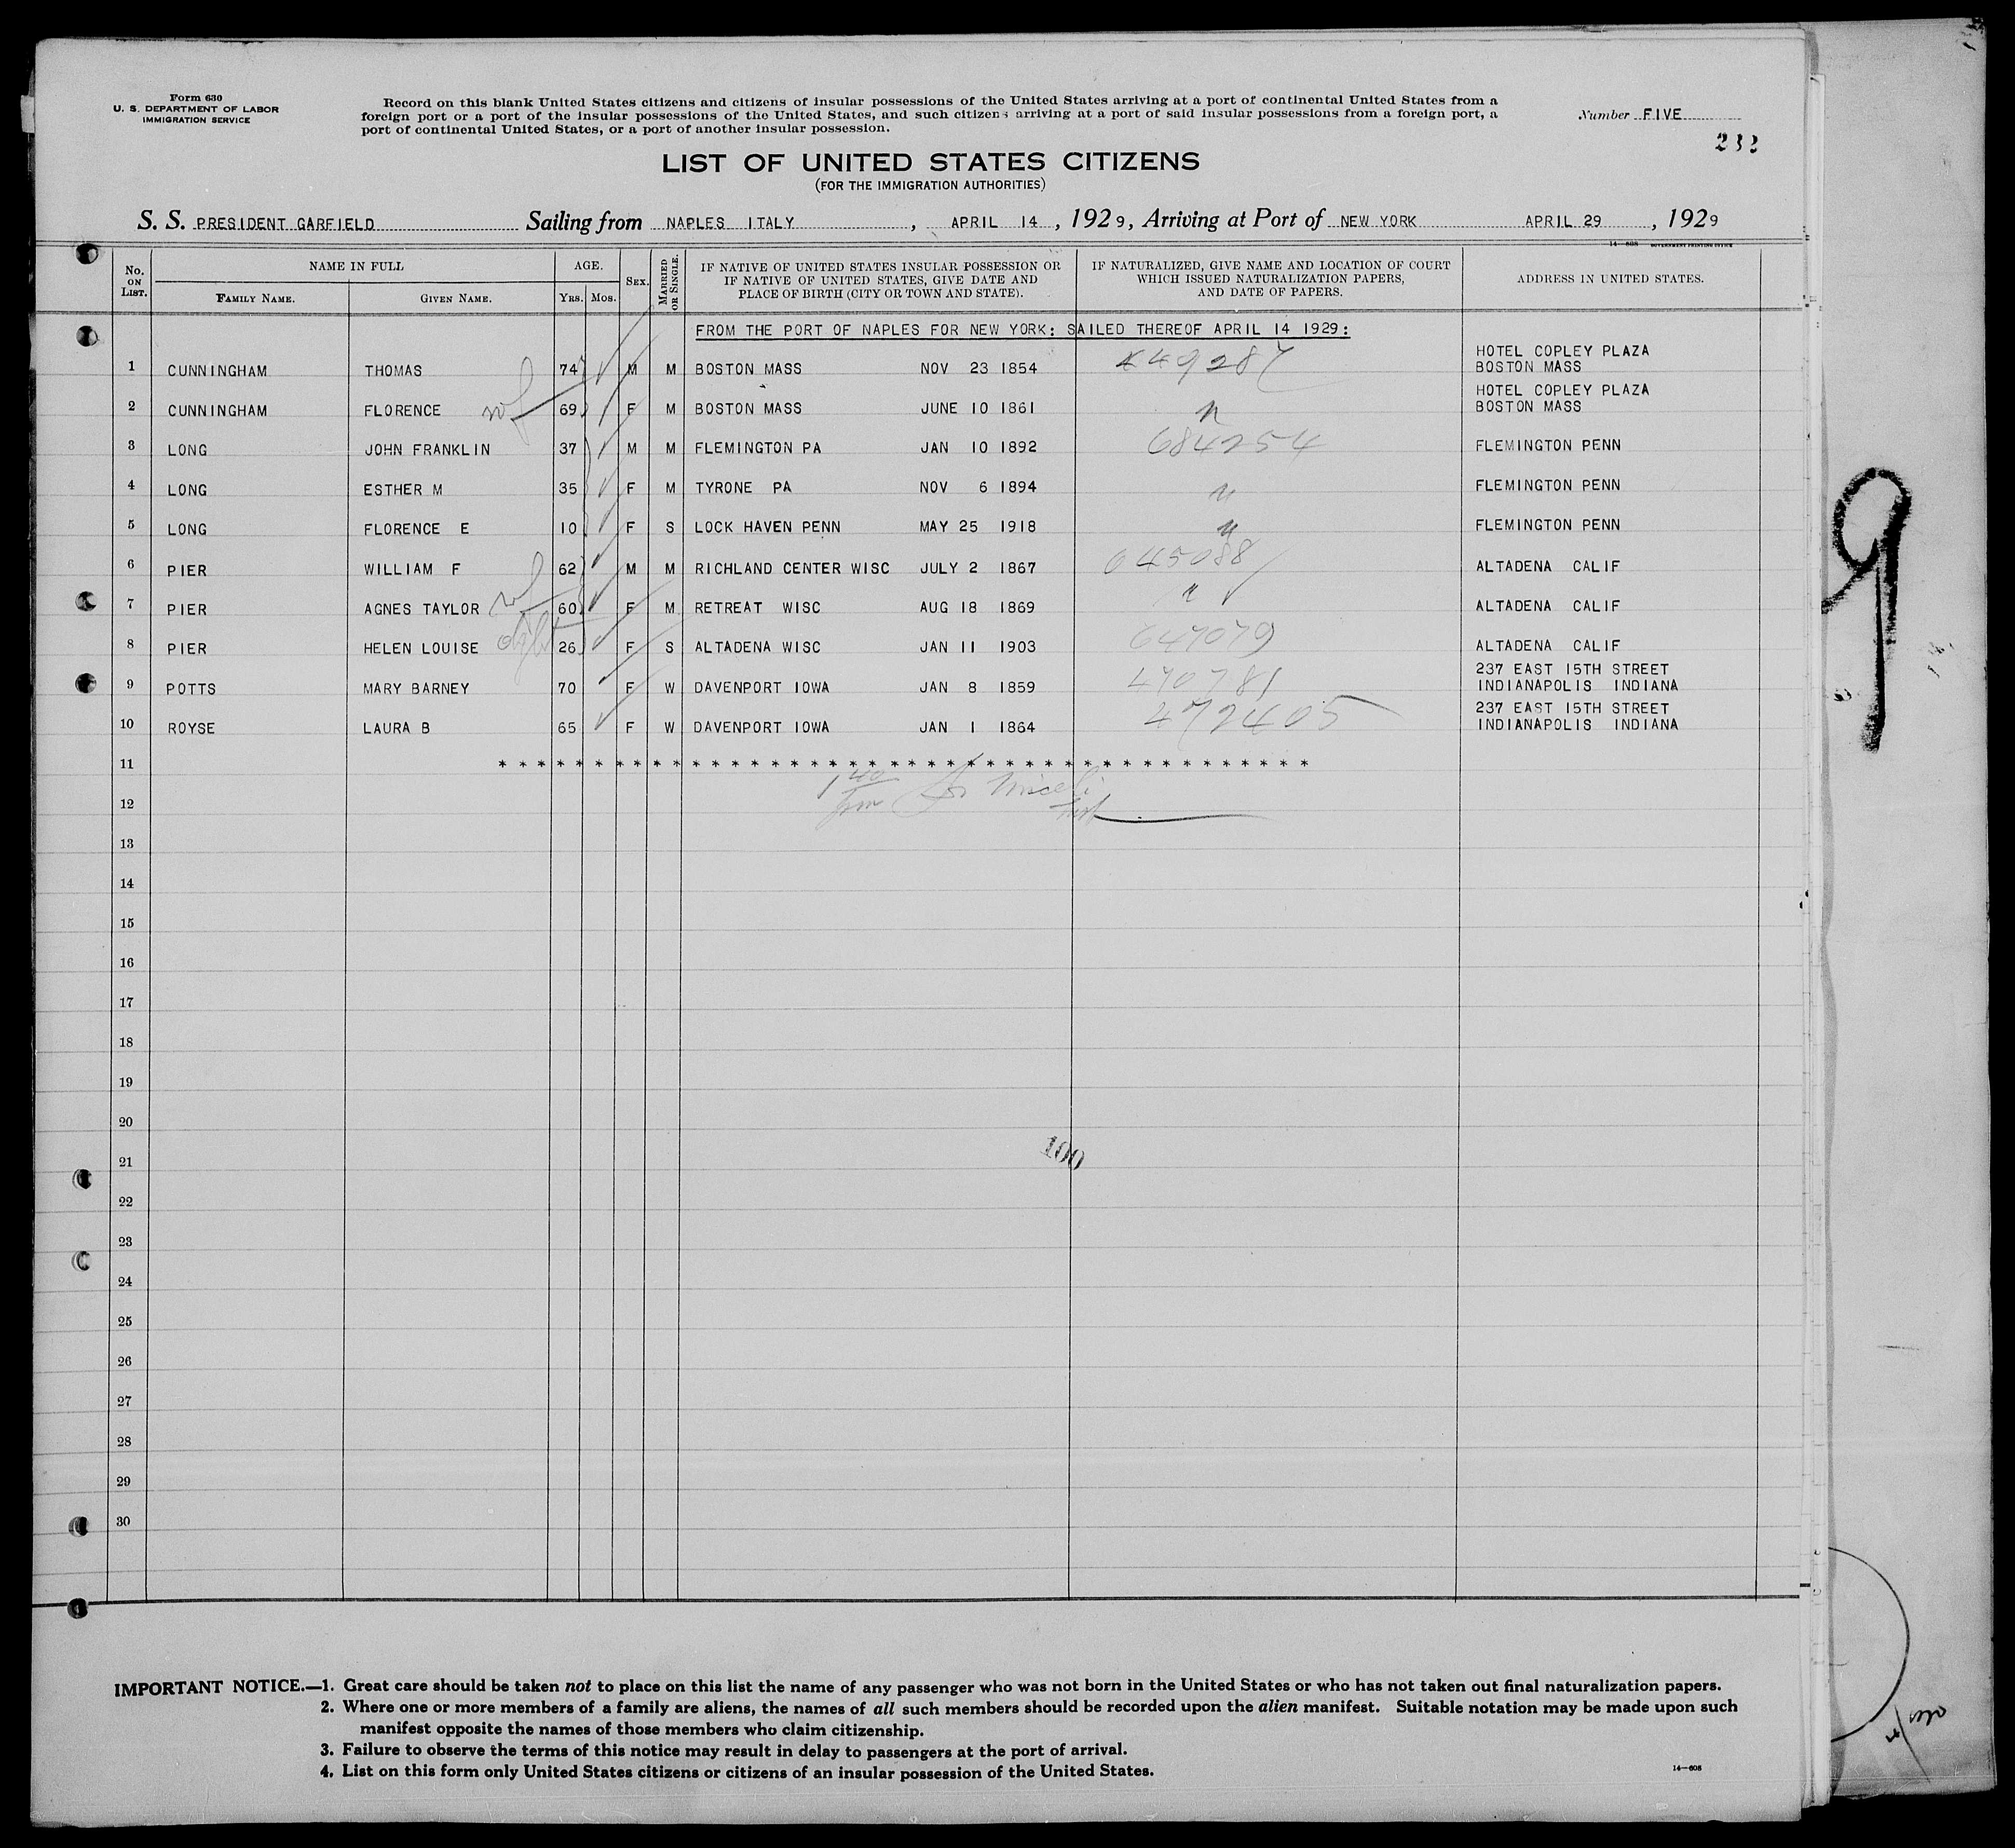 Form 630
U. S. DEPARTMENT OF LABOR
IMMIGRATION SERVICE
Record on this blank United States citizens and citizens of insular possessions of the United States arriving at a port of continental United States from a
foreign port or a port of the insular possessions of the United States, and such citizens arriving at a port of said insular possessions from a foreign port, a
port of continental United States, or a port of another insular possession.
Number FIVE
232
LIST OF UNITED STATES CITIZENS
(FOR THE IMMIGRATION AUTHORITIES)
S. S. PRESIDENT GARFIELD Sailing from NAPLES ITALY , APRIL 14 , 1929, Arriving at Port of NEW YORK APRIL 29 , 1929
14—608 GOVERNMENT PRINTING OFFICE
No. ON LIST. NAME IN FULL FAMILY NAME. GIVEN NAME. AGE. YRS. MOS. SEX. MARRIED OR SINGLE. IF NATIVE OF UNITED STATES INSULAR POSSESSION OR IF NATIVE OF UNITED STATES, GIVE DATE AND PLACE OF BIRTH (CITY OR TOWN AND STATE). IF NATURALIZED, GIVE NAME AND LOCATION OF COURT WHICH ISSUED NATURALIZATION PAPERS, AND DATE OF PAPERS. ADDRESS IN UNITED STATES.
FROM THE PORT OF NAPLES FOR NEW YORK: SAILED THEREOF APRIL 14 1929:
1 CUNNINGHAM THOMAS 74 M M BOSTON MASS NOV 23 1854 HOTEL COPLEY PLAZA BOSTON MASS
2 CUNNINGHAM FLORENCE wf 69 F M BOSTON MASS JUNE 10 1861 " HOTEL COPLEY PLAZA BOSTON MASS
3 LONG JOHN FRANKLIN 37 M M FLEMINGTON PA JAN 10 1892 684254 FLEMINGTON PENN
4 LONG ESTHER M 35 F M TYRONE PA NOV 6 1894 " FLEMINGTON PENN
5 LONG FLORENCE E 10 F S LOCK HAVEN PENN MAY 25 1918 " FLEMINGTON PENN
6 PIER WILLIAM F 62 M M RICHLAND CENTER WISC JULY 2 1867 645088 ALTADENA CALIF
7 PIER AGNES TAYLOR wf 60 F M RETREAT WISC AUG 18 1869 " ALTADENA CALIF
8 PIER HELEN LOUISE 26 F S ALTADENA WISC JAN 11 1903 647079 ALTADENA CALIF
9 POTTS MARY BARNEY 70 F W DAVENPORT IOWA JAN 8 1859 470781 237 EAST 15TH STREET INDIANAPOLIS INDIANA
10 ROYSE LAURA B 65 F W DAVENPORT IOWA JAN 1 1864 472405 237 EAST 15TH STREET INDIANAPOLIS INDIANA
11 * * * * * * * * * * * * * * * * * * * * * * * * * * * * * * * * * * * * * * * * * *
12
13
14
15
16
17
18
19
20
100
21
22
23
24
25
26
27
28
29
30
9
IMPORTANT NOTICE.—1. Great care should be taken not to place on this list the name of any passenger who was not born in the United States or who has not taken out final naturalization papers.
2. Where one or more members of a family are aliens, the names of all such members should be recorded upon the alien manifest. Suitable notation may be made upon such
manifest opposite the names of those members who claim citizenship.
3. Failure to observe the terms of this notice may result in delay to passengers at the port of arrival.
4. List on this form only United States citizens or citizens of an insular possession of the United States.
14—608